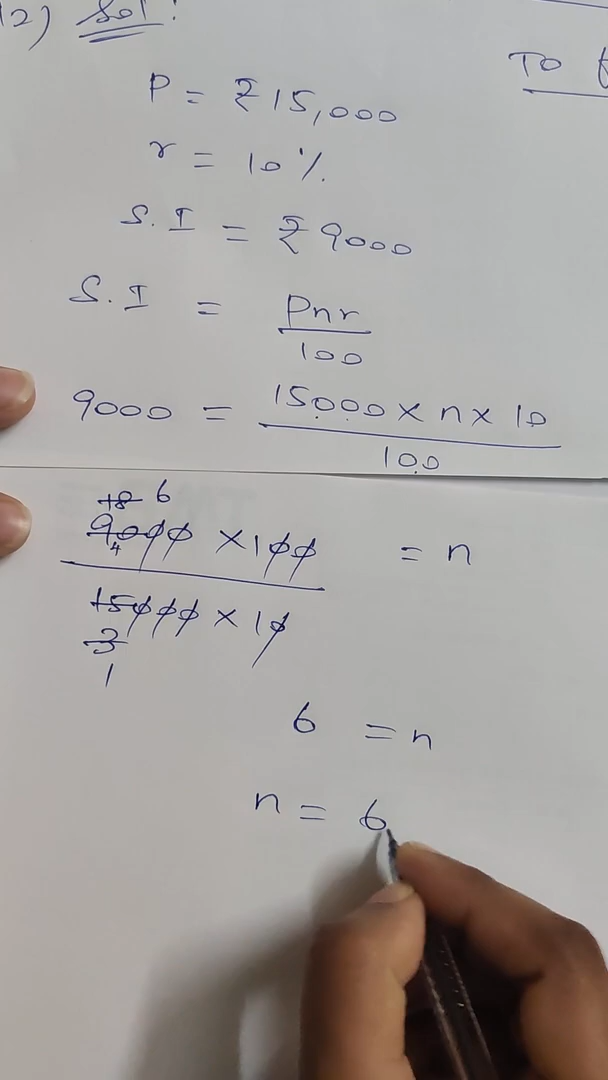 12) Sol:
To f
P = ₹15,000
r = 10%
S.I = ₹9000
S.I = Pnr
100
9000 = 15000 × n × 10
100
18 6
9000 × 100 = n
15000 × 10
3
1
6 = n
n = 6